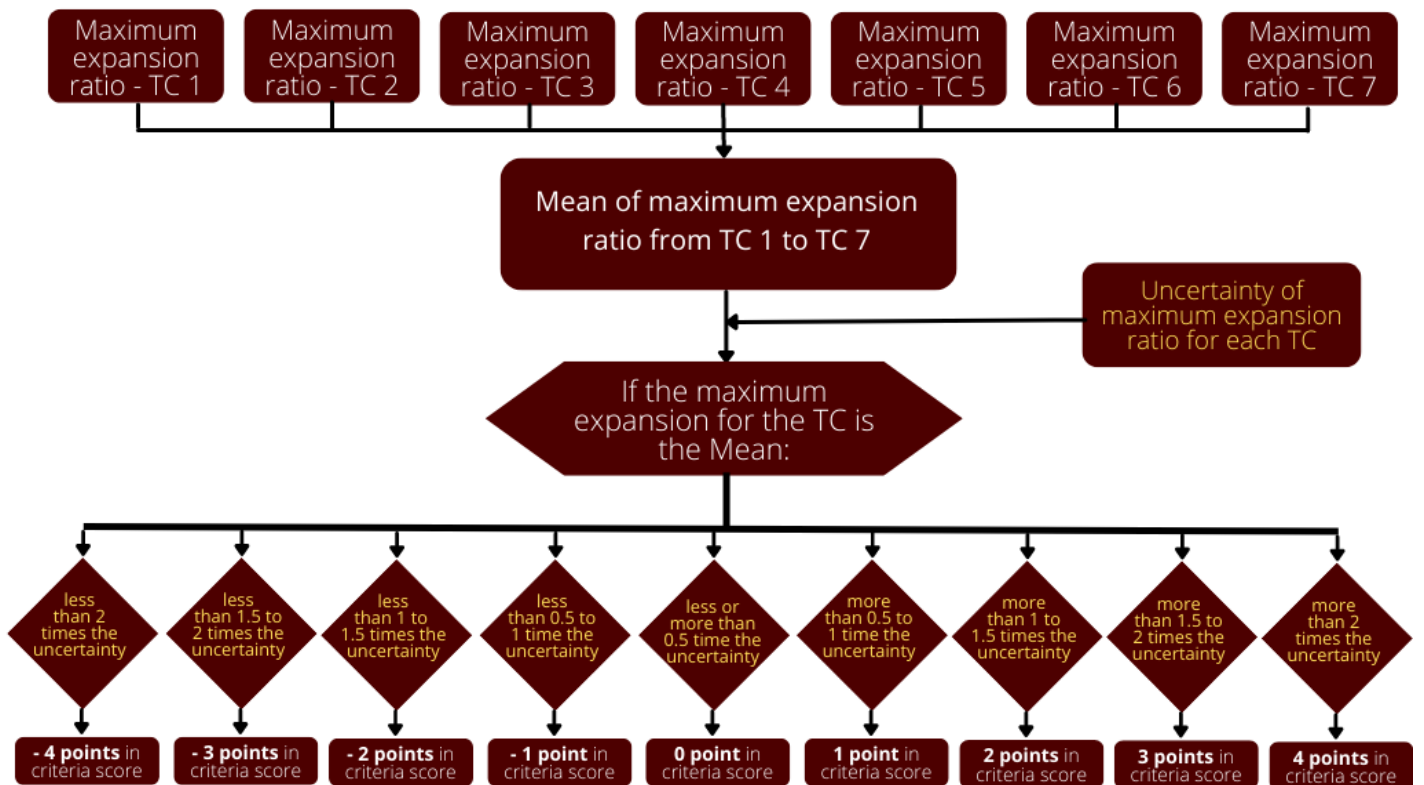 Maximum
expansion
ratio - TC 1
Maximum
expansion
ratio - TC 2
Maximum
expansion
ratio - TC 3
Maximum
expansion
ratio - TC 4
Maximum
expansion
ratio - TC 5
Maximum
expansion
ratio - TC 6
Maximum
expansion
ratio - TC 7
Mean of maximum expansion
ratio from TC 1 to TC 7
Uncertainty of
maximum expansion
ratio for each TC
If the maximum
expansion for the TC is
the Mean:
less
than 2
times the
uncertainty
less
than 1.5 to
2 times the
uncertainty
less
than 1 to
1.5 times the
uncertainty
less
than 0.5 to
1 time the
uncertainty
less or
more than
0.5 time the
uncertainty
more
than 0.5 to
1 time the
uncertainty
more
than 1 to
1.5 times the
uncertainty
more
than 1.5 to
2 times the
uncertainty
more
than 2
times the
uncertainty
- 4 points in
criteria score
- 3 points in
criteria score
- 2 points in
criteria score
- 1 point in
criteria score
0 point in
criteria score
1 point in
criteria score
2 points in
criteria score
3 points in
criteria score
4 points in
criteria score